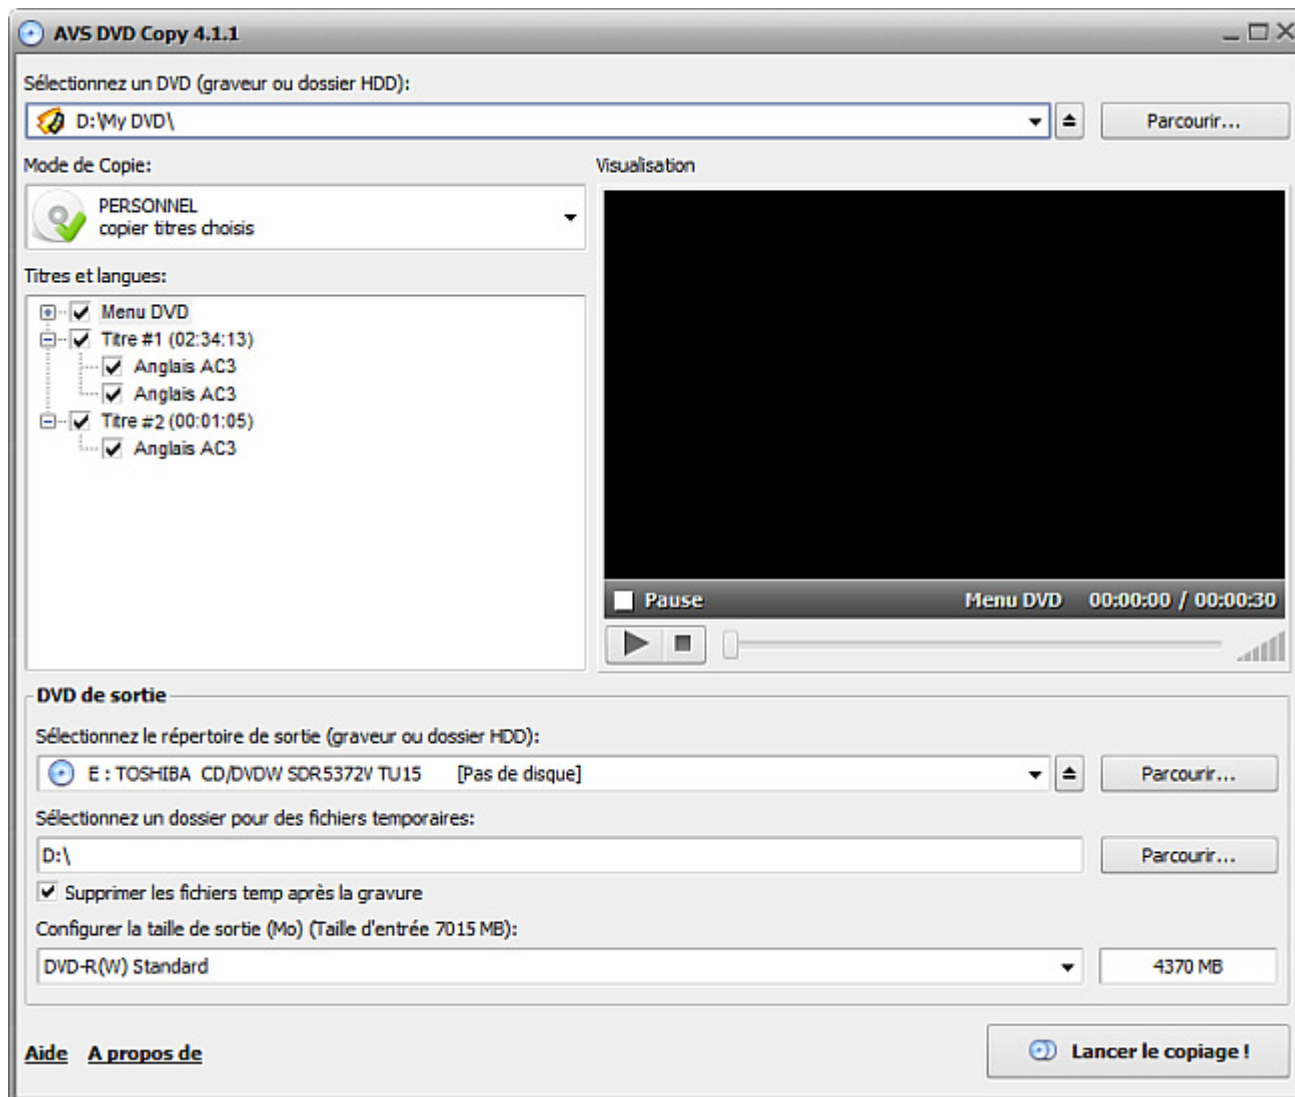 AVS DVD Copy 4.1.1
Sélectionnez un DVD (graveur ou dossier HDD):
D:\My DVD\
Parcourir...
Mode de Copie:
Visualisation
PERSONNEL
copier titres choisis
Titres et langues:
Menu DVD
Titre #1 (02:34:13)
Anglais AC3
Anglais AC3
Titre #2 (00:01:05)
Anglais AC3
Pause Menu DVD 00:00:00 / 00:00:30
DVD de sortie
Sélectionnez le répertoire de sortie (graveur ou dossier HDD):
E : TOSHIBA CD/DVDW SDR5372V TU15 [Pas de disque]
Parcourir...
Sélectionnez un dossier pour des fichiers temporaires:
D:\
Parcourir...
Supprimer les fichiers temp après la gravure
Configurer la taille de sortie (Mo) (Taille d'entrée 7015 MB):
DVD-R(W) Standard
4370 MB
Aide A propos de
Lancer le copiage !